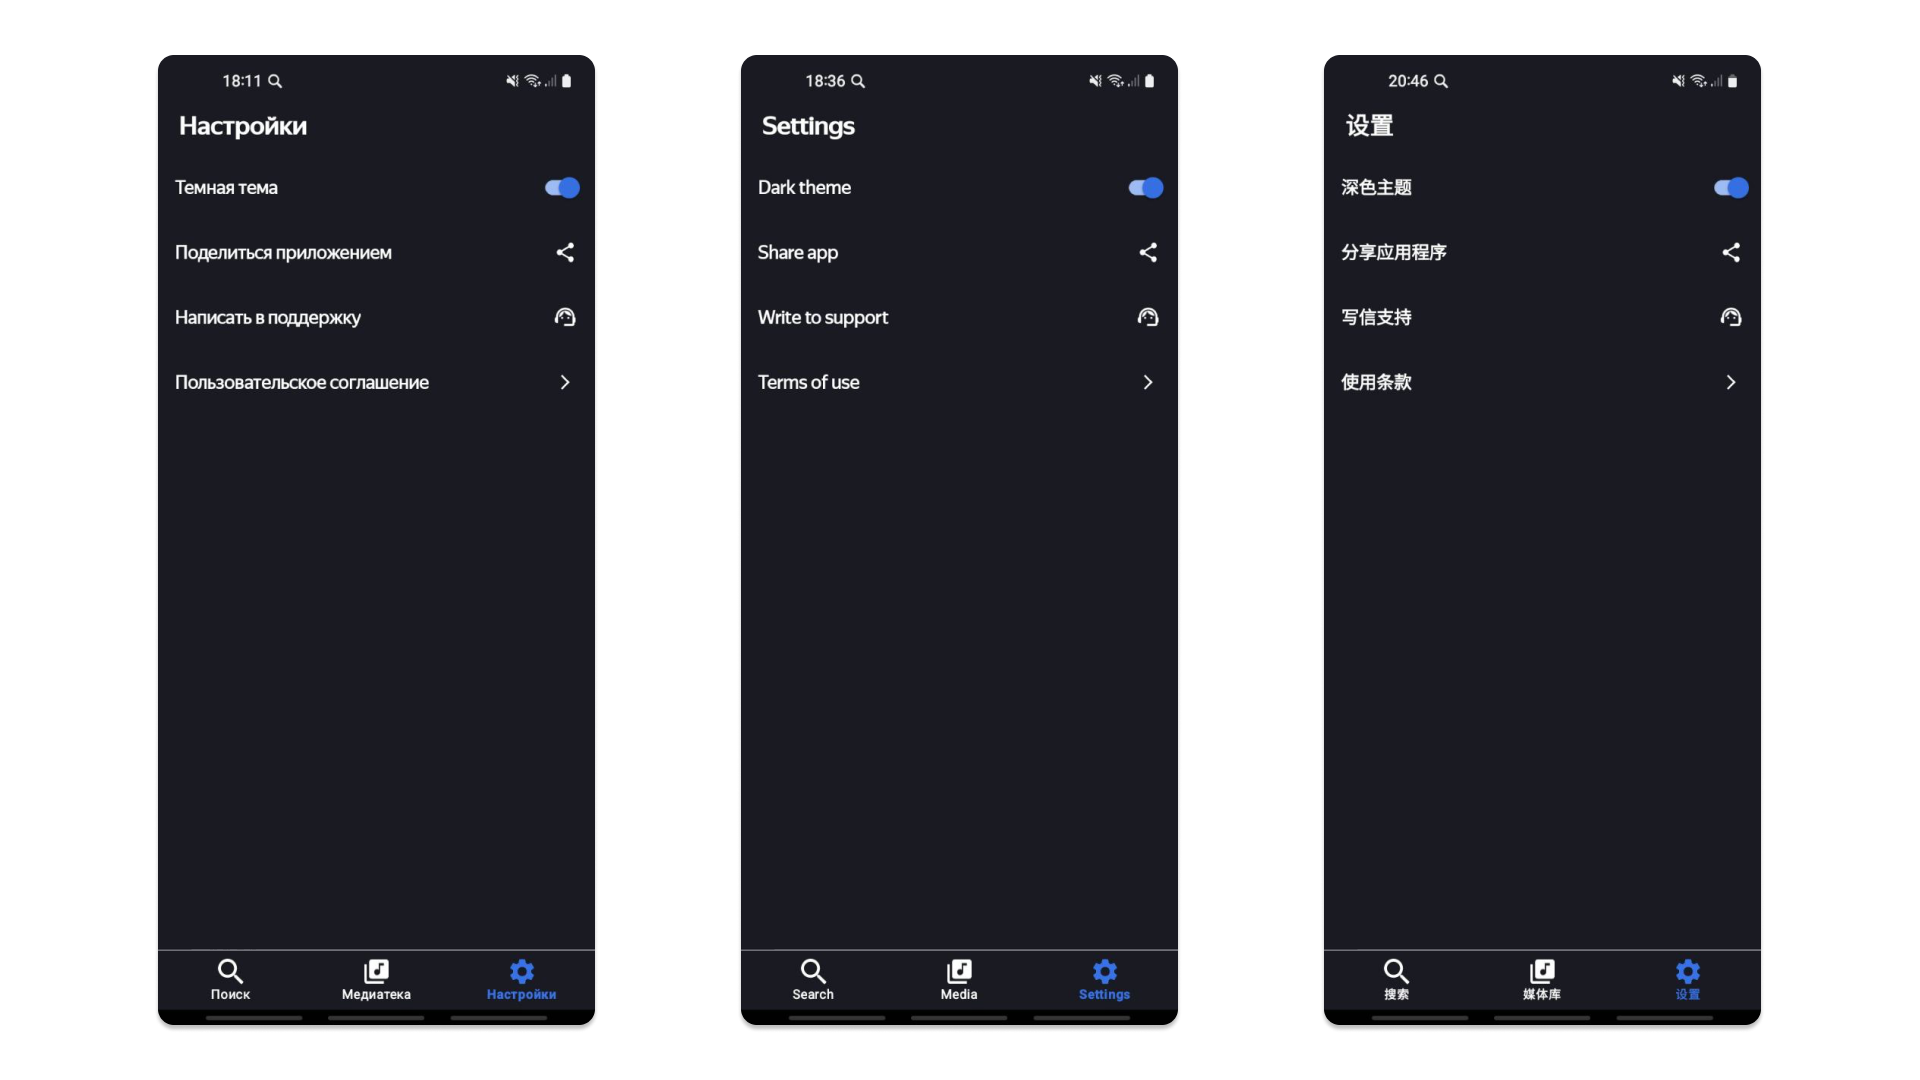 18:11
Настройки
Темная тема
Поделиться приложением
Написать в поддержку
Пользовательское соглашение
Поиск
Медиатека
Настройки
18:36
Settings
Dark theme
Share app
Write to support
Terms of use
Search
Media
Settings
20:46
设置
深色主题
分享应用程序
写信支持
使用条款
搜索
媒体库
设置